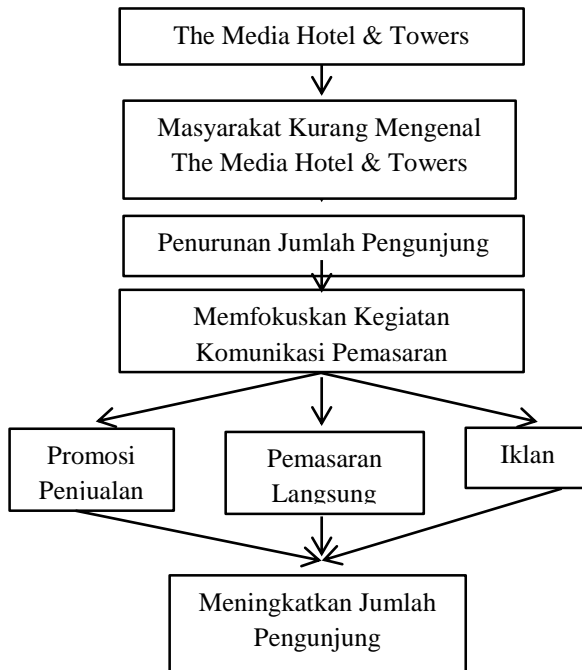 The Media Hotel & Towers
Masyarakat Kurang Mengenal
The Media Hotel & Towers
Penurunan Jumlah Pengunjung
Memfokuskan Kegiatan
Komunikasi Pemasaran
Promosi
Penjualan
Pemasaran
Langsung
Iklan
Meningkatkan Jumlah
Pengunjung